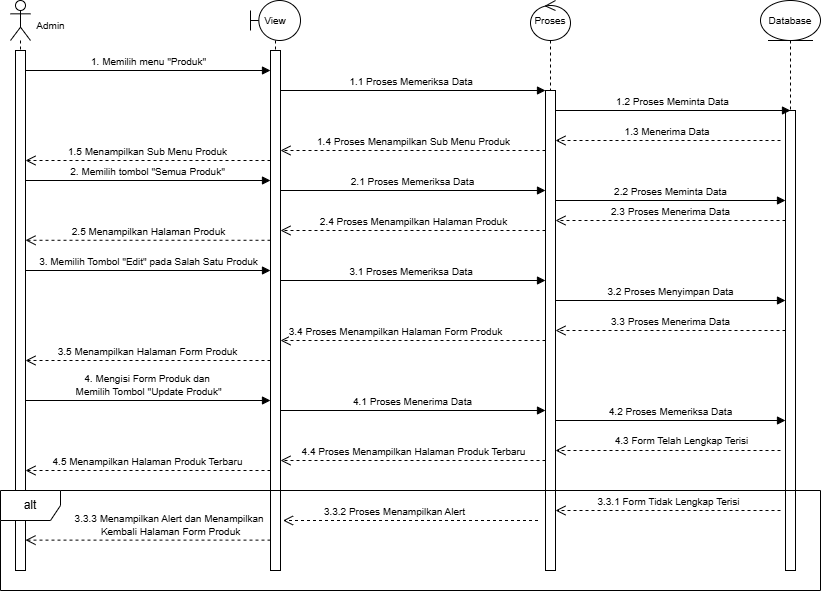 Admin
View
Proses
Database
1. Memilih menu "Produk"
1.1 Proses Memeriksa Data
1.2 Proses Meminta Data
1.3 Menerima Data
1.4 Proses Menampilkan Sub Menu Produk
1.5 Menampilkan Sub Menu Produk
2. Memilih tombol "Semua Produk"
2.1 Proses Memeriksa Data
2.2 Proses Meminta Data
2.3 Proses Menerima Data
2.4 Proses Menampilkan Halaman Produk
2.5 Menampilkan Halaman Produk
3. Memilih Tombol "Edit" pada Salah Satu Produk
3.1 Proses Memeriksa Data
3.2 Proses Menyimpan Data
3.3 Proses Menerima Data
3.4 Proses Menampilkan Halaman Form Produk
3.5 Menampilkan Halaman Form Produk
4. Mengisi Form Produk dan
Memilih Tombol "Update Produk"
4.1 Proses Menerima Data
4.2 Proses Memeriksa Data
4.3 Form Telah Lengkap Terisi
4.4 Proses Menampilkan Halaman Produk Terbaru
4.5 Menampilkan Halaman Produk Terbaru
alt
3.3.1 Form Tidak Lengkap Terisi
3.3.2 Proses Menampilkan Alert
3.3.3 Menampilkan Alert dan Menampilkan
Kembali Halaman Form Produk